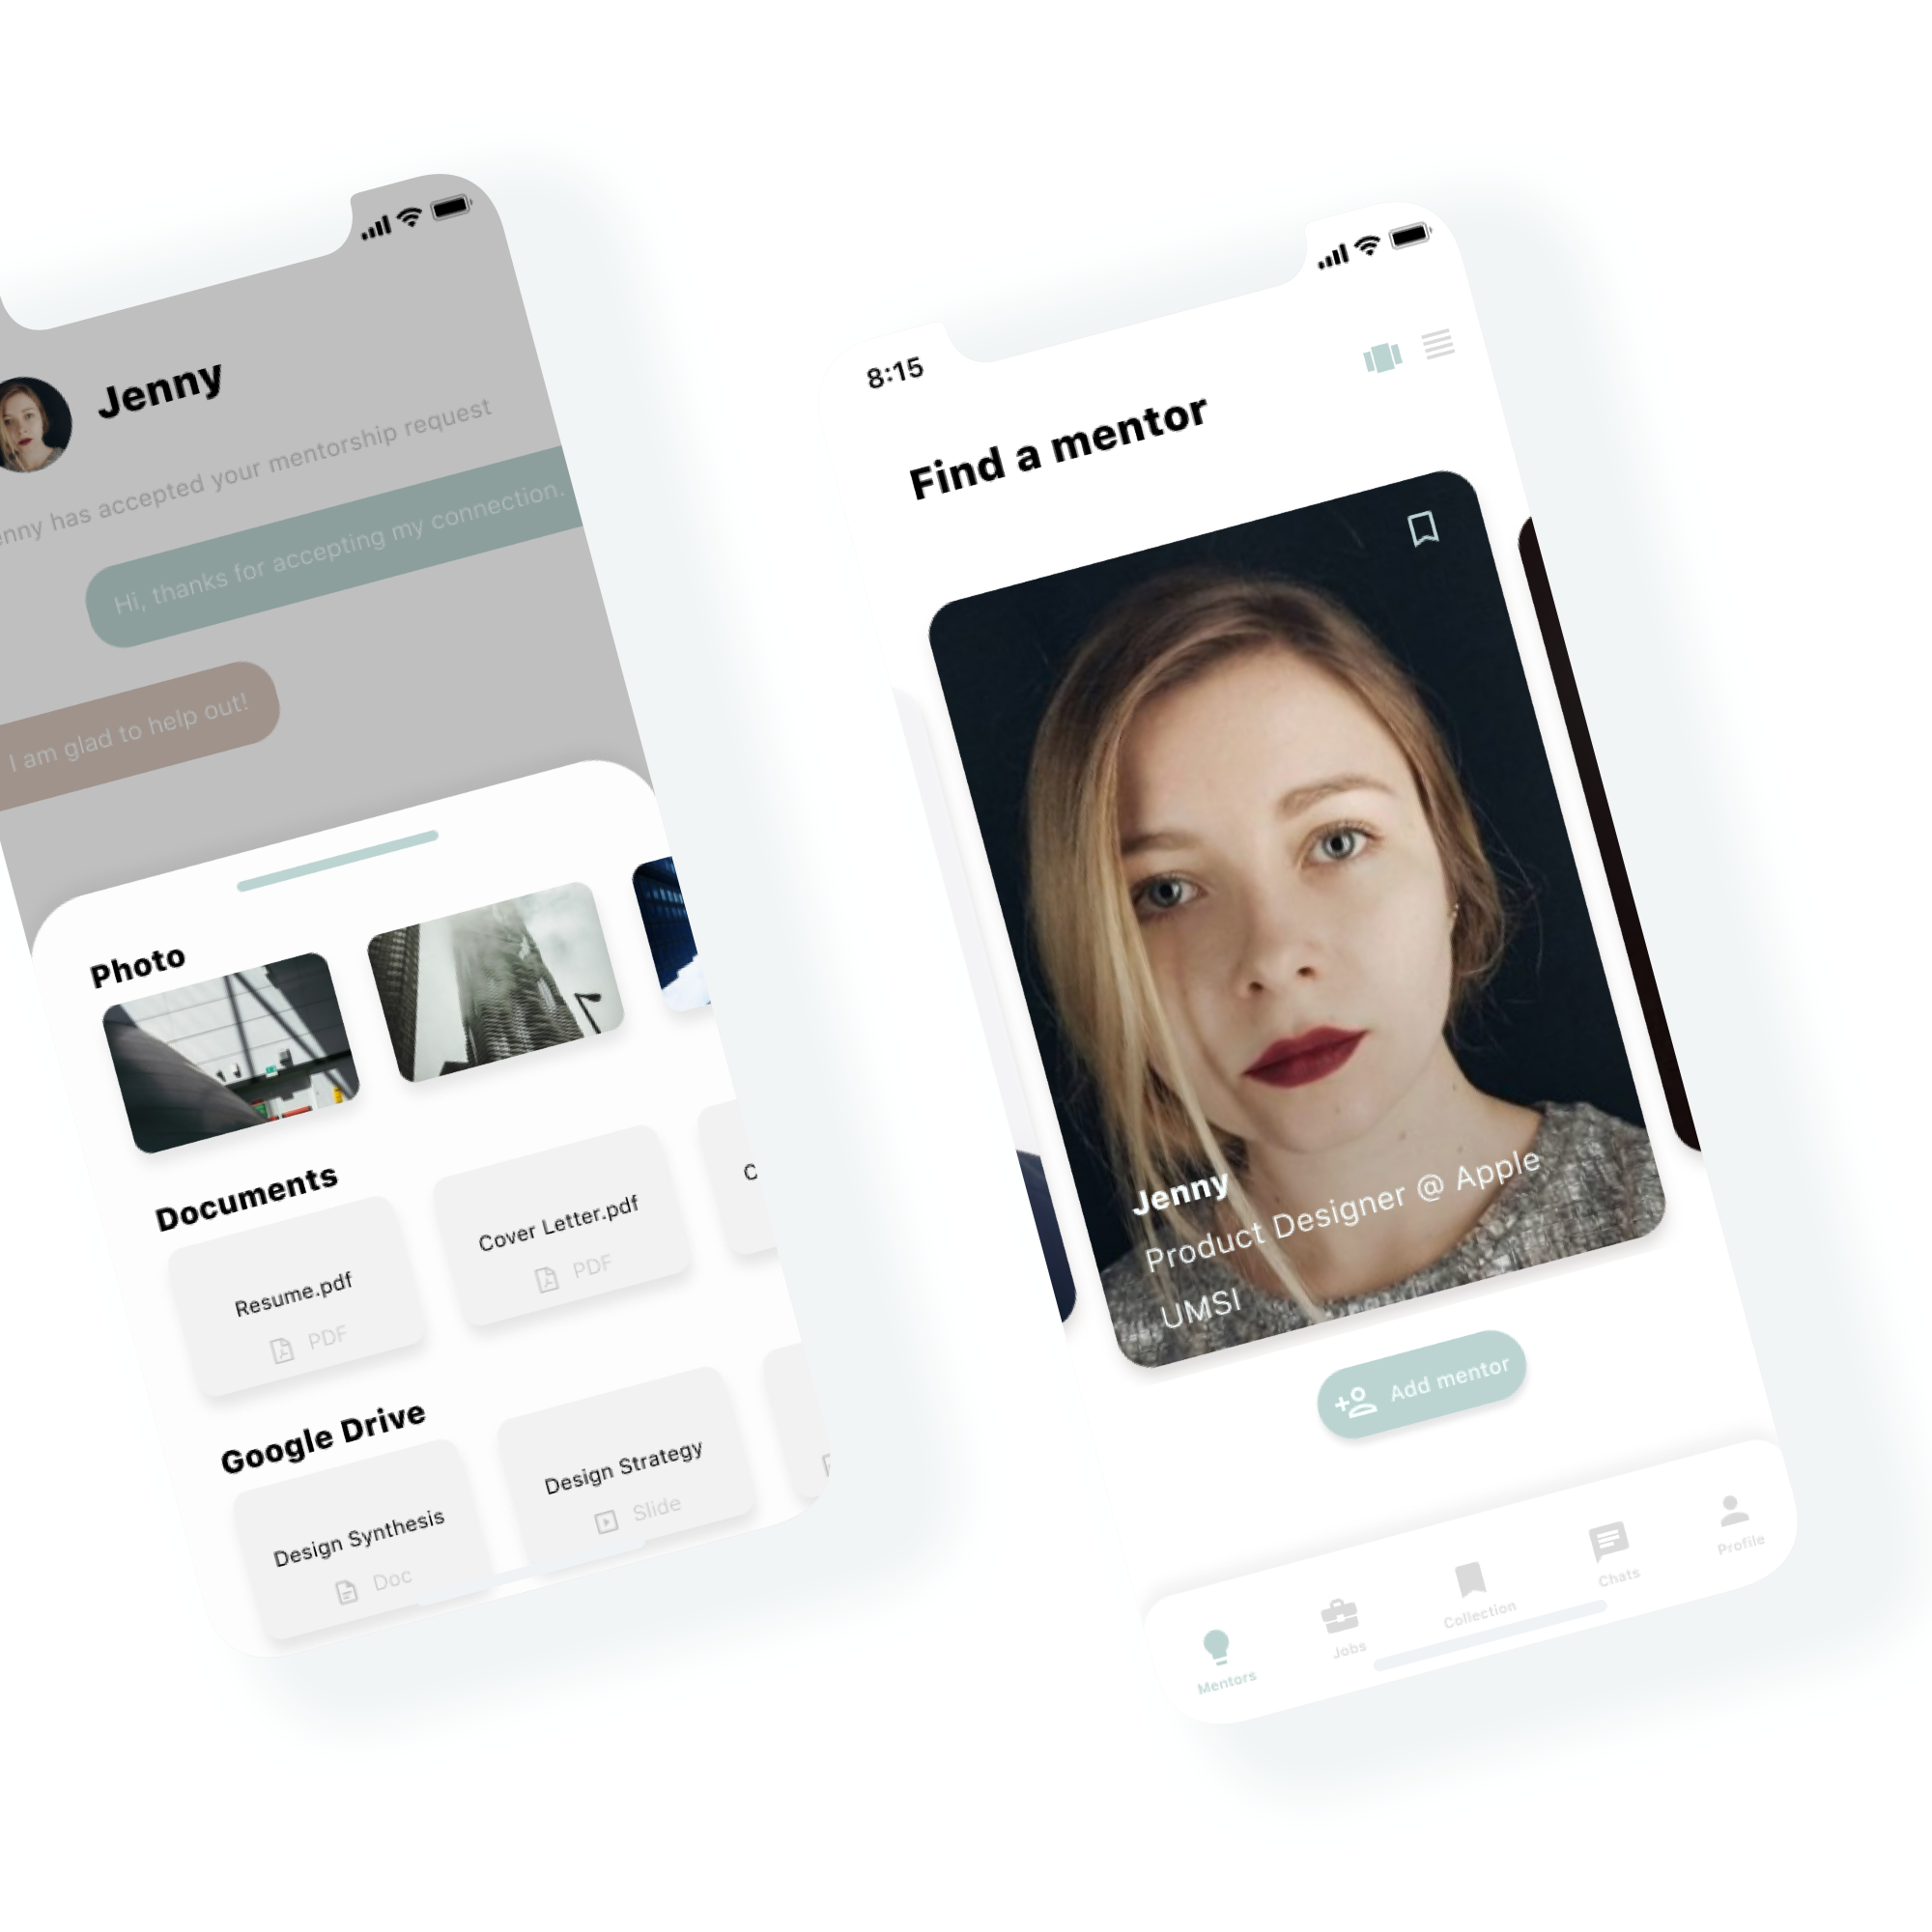 Jenny
enny has accepted your mentorship request
Hi, thanks for accepting my connection.
I am glad to help out!
Photo
Documents
Resume.pdf
PDF
Cover Letter.pdf
PDF
C
Google Drive
Design Synthesis
Doc
Design Strategy
Slide
8:15
Find a mentor
Jenny
Product Designer @ Apple
UMSI
Add mentor
Mentors
Jobs
Collection
Chats
Profile